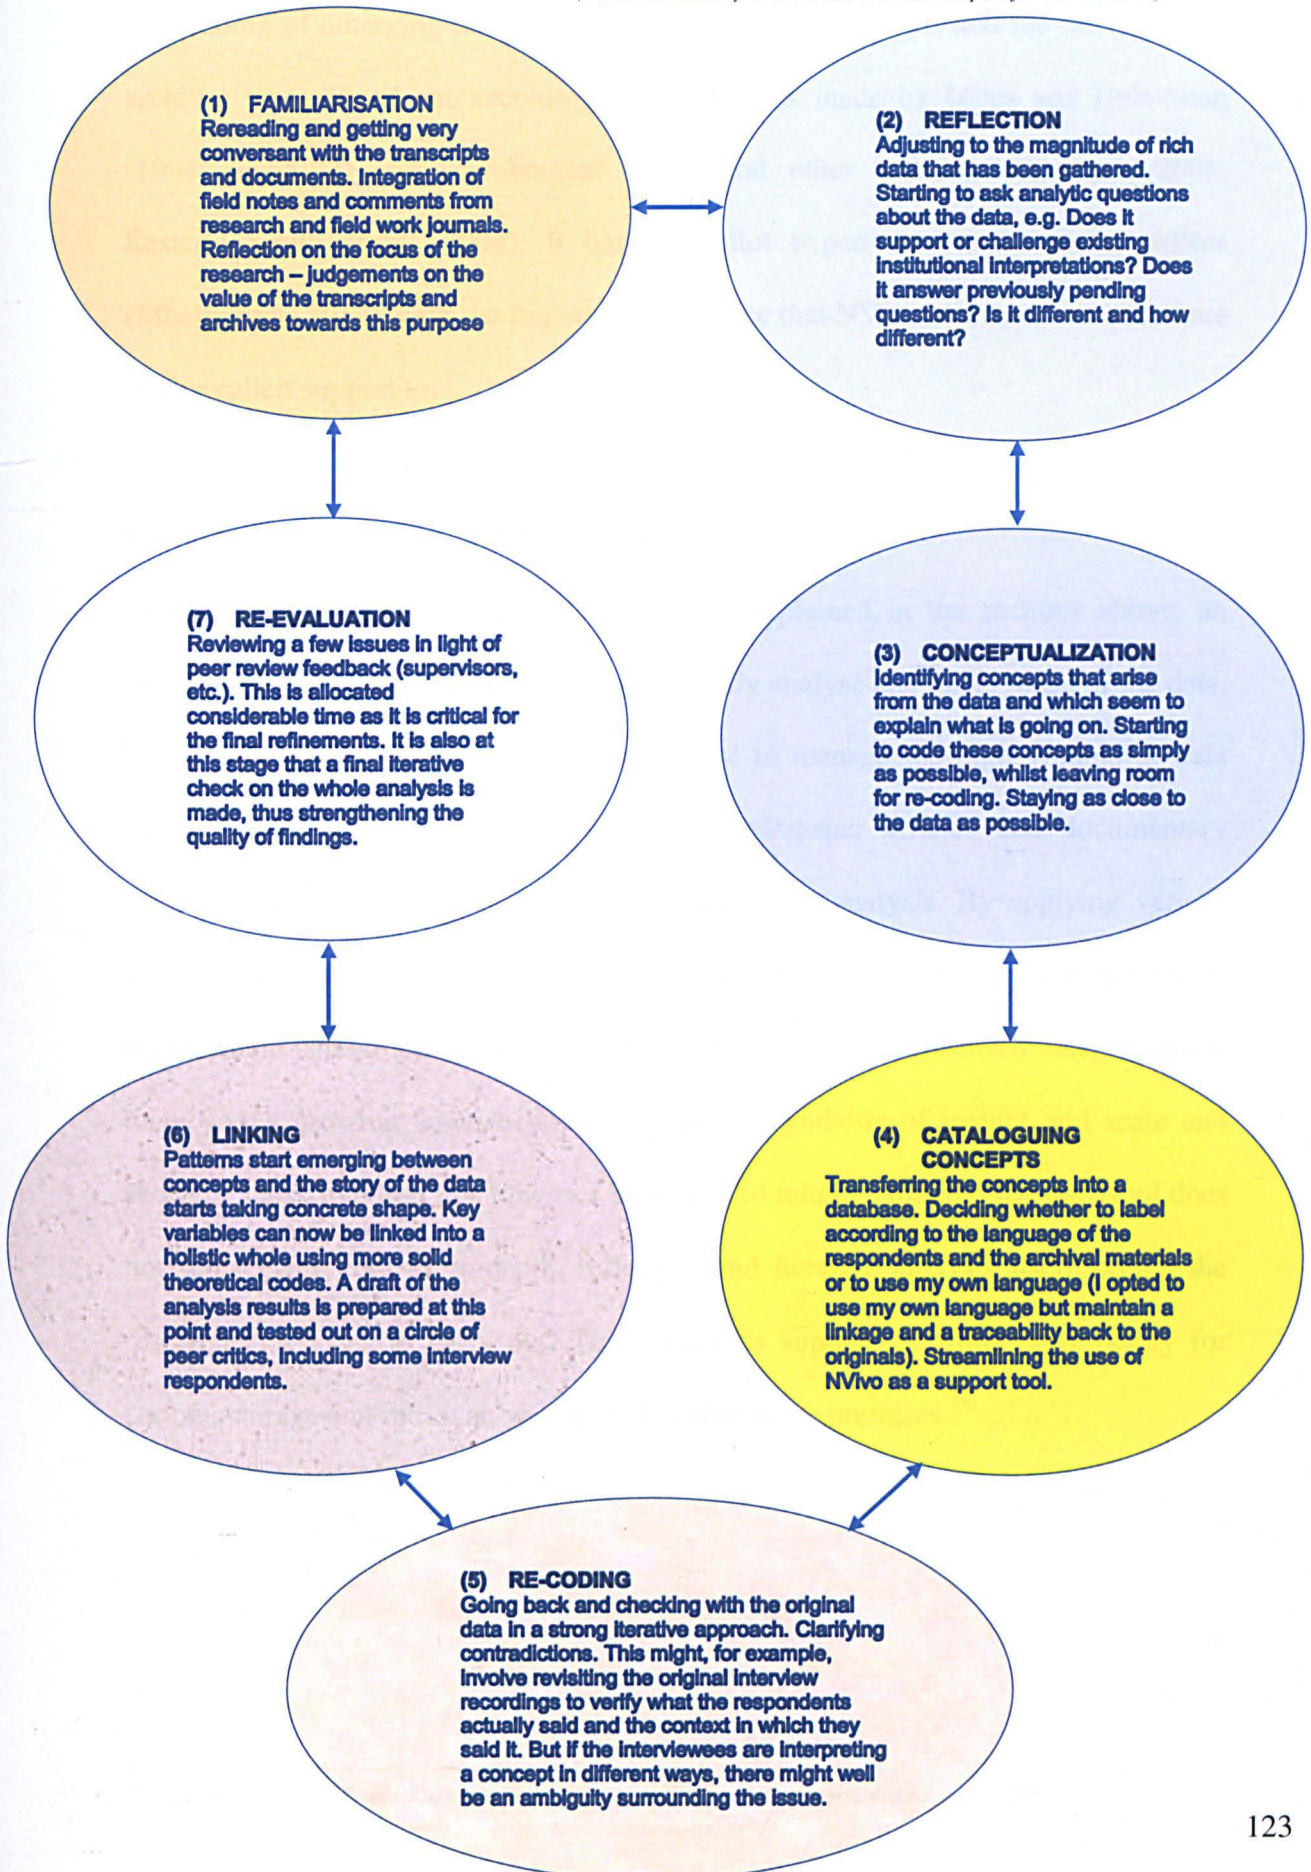 (1) FAMILIARISATION
Rereading and getting very
conversant with the transcripts
and documents. Integration of
field notes and comments from
research and field work journals.
Reflection on the focus of the
research – judgements on the
value of the transcripts and
archives towards this purpose
(2) REFLECTION
Adjusting to the magnitude of rich
data that has been gathered.
Starting to ask analytic questions
about the data, e.g. Does it
support or challenge existing
institutional interpretations? Does
it answer previously pending
questions? Is it different and how
different?
(3) CONCEPTUALIZATION
Identifying concepts that arise
from the data and which seem to
explain what is going on. Starting
to code these concepts as simply
as possible, whilst leaving room
for re-coding. Staying as close to
the data as possible.
(4) CATALOGUING
CONCEPTS
Transferring the concepts into a
database. Deciding whether to label
according to the language of the
respondents and the archival materials
or to use my own language (I opted to
use my own language but maintain a
linkage and a traceability back to the
originals). Streamlining the use of
NVivo as a support tool.
(5) RE-CODING
Going back and checking with the original
data in a strong iterative approach. Clarifying
contradictions. This might, for example,
involve revisiting the original interview
recordings to verify what the respondents
actually said and the context in which they
said it. But if the interviewees are interpreting
a concept in different ways, there might well
be an ambiguity surrounding the issue.
(6) LINKING
Patterns start emerging between
concepts and the story of the data
starts taking concrete shape. Key
variables can now be linked into a
holistic whole using more solid
theoretical codes. A draft of the
analysis results is prepared at this
point and tested out on a circle of
peer critics, including some interview
respondents.
(7) RE-EVALUATION
Reviewing a few issues in light of
peer review feedback (supervisors,
etc.). This is allocated
considerable time as it is critical for
the final refinements. It is also at
this stage that a final iterative
check on the whole analysis is
made, thus strengthening the
quality of findings.
123